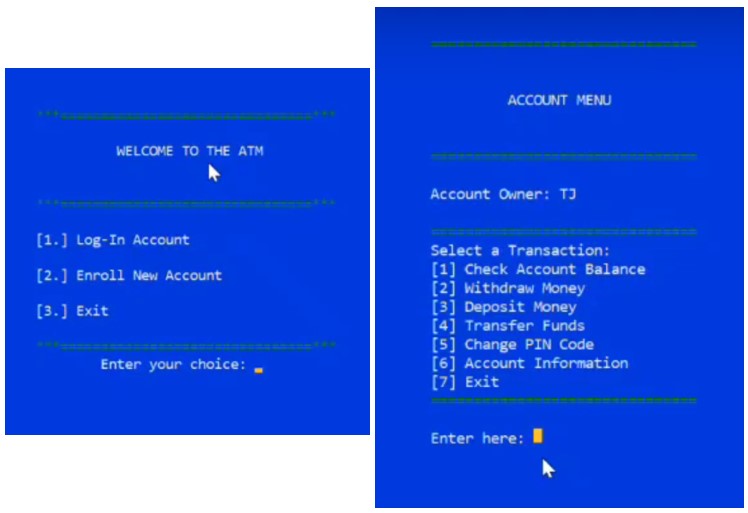 ***================================***
WELCOME TO THE ATM
***================================***
[1.] Log-In Account
[2.] Enroll New Account
[3.] Exit
***================================***
Enter your choice:
=================================
ACCOUNT MENU
=================================
Account Owner: TJ
=================================
Select a Transaction:
[1] Check Account Balance
[2] Withdraw Money
[3] Deposit Money
[4] Transfer Funds
[5] Change PIN Code
[6] Account Information
[7] Exit
=================================
Enter here: